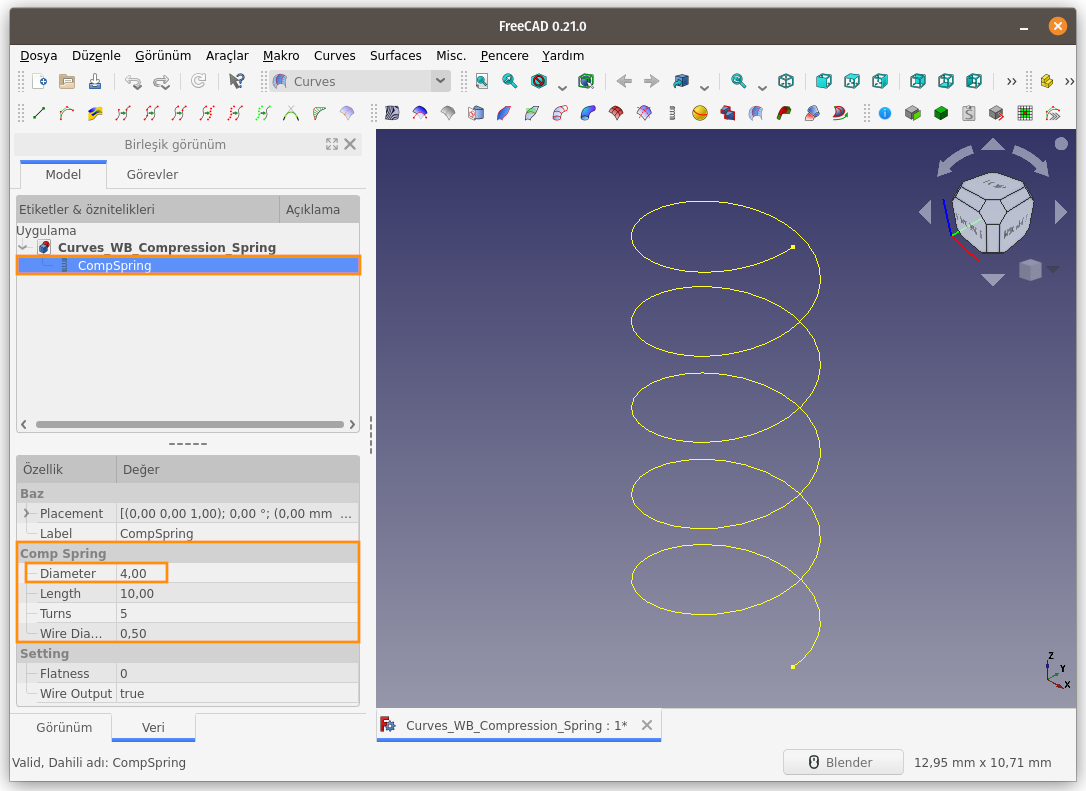 FreeCAD 0.21.0
Dosya Düzenle Görünüm Araçlar Makro Curves Surfaces Misc. Pencere Yardım
Curves
Birleşik görünüm
Model Görevler
Etiketler & öznitelikleri Açıklama
Uygulama
Curves_WB_Compression_Spring
CompSpring
Özellik Değer
Baz
Placement [(0,00 0,00 1,00); 0,00 °; (0,00 mm ...
Label CompSpring
Comp Spring
Diameter 4,00
Length 10,00
Turns 5
Wire Dia... 0,50
Setting
Flatness 0
Wire Output true
Z
Y
X
Görünüm Veri
Curves_WB_Compression_Spring : 1*
Valid, Dahili adı: CompSpring
Blender
12,95 mm x 10,71 mm